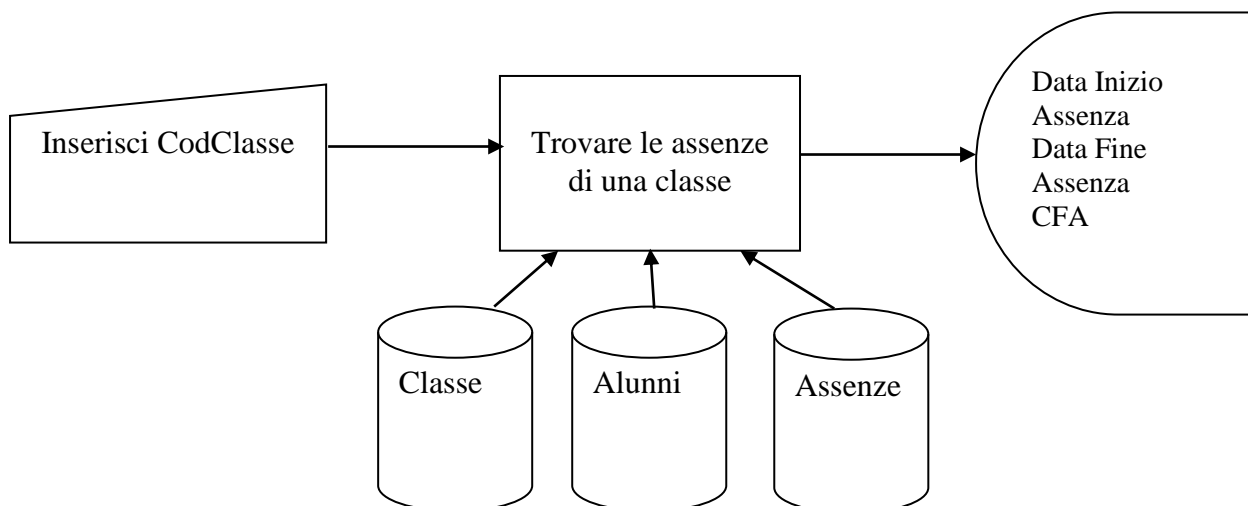 Inserisci CodClasse
Trovare le assenze
di una classe
Data Inizio
Assenza
Data Fine
Assenza
CFA
Classe
Alunni
Assenze